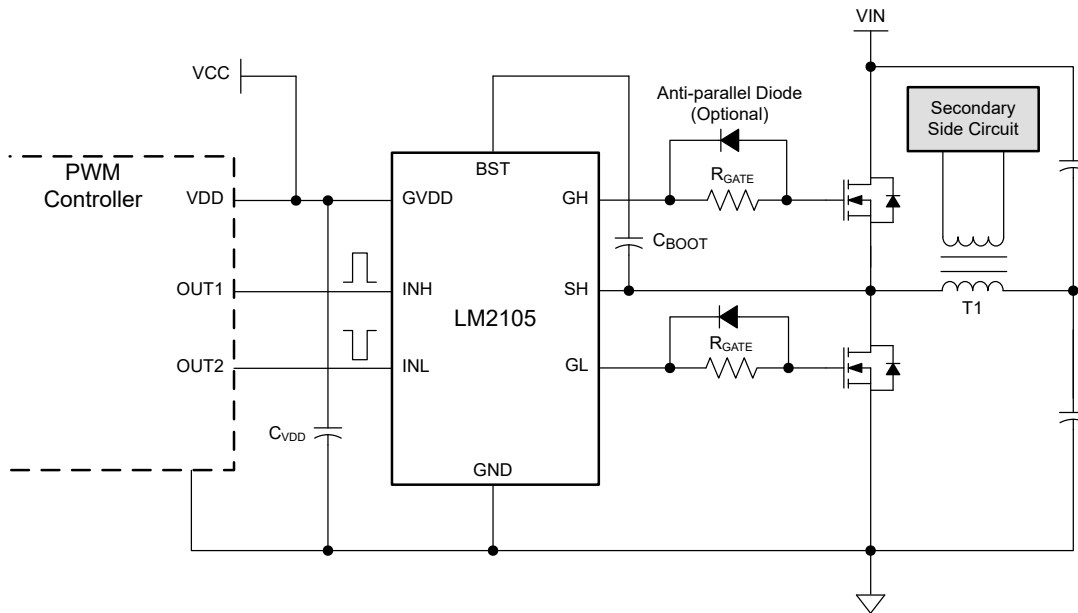 VIN
VCC
Anti-parallel Diode
(Optional)
Secondary
Side Circuit
PWM
Controller
BST
VDD
GVDD
GH
RGATE
CBOOT
OUT1
INH
SH
LM2105
T1
RGATE
OUT2
INL
GL
CVDD
GND